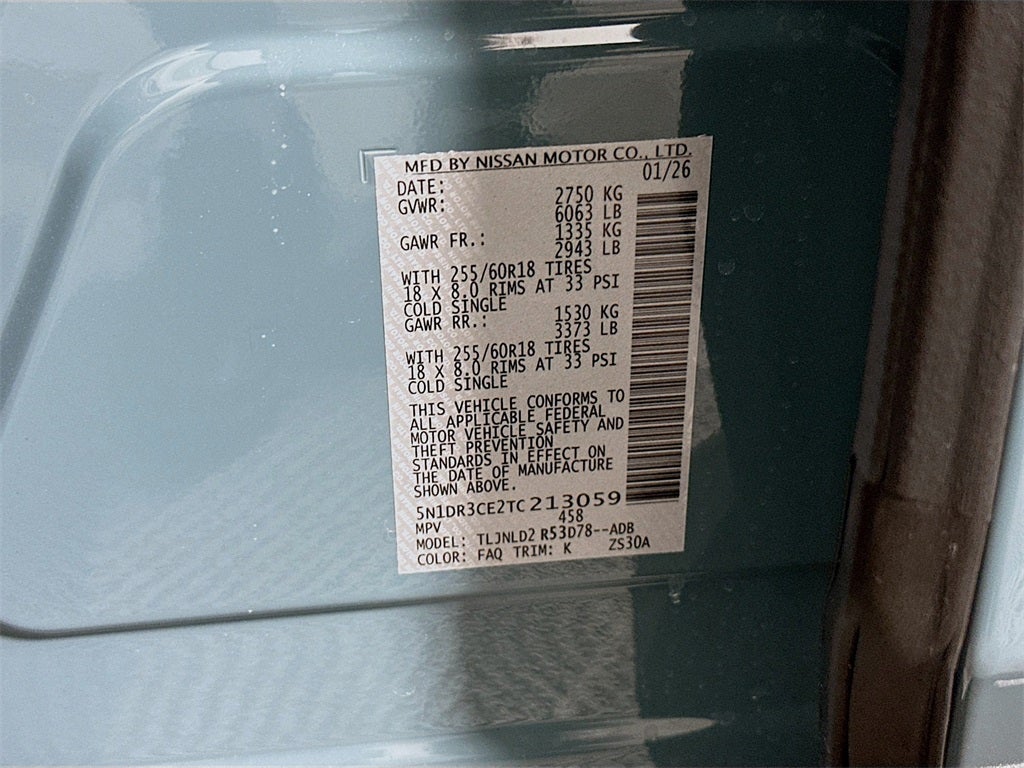 MFD BY NISSAN MOTOR CO., LTD.
DATE: 01/26
GVWR: 2750 KG
6063 LB
GAWR FR.: 1335 KG
2943 LB
WITH 255/60R18 TIRES
18 X 8.0 RIMS AT 33 PSI
COLD SINGLE
GAWR RR.: 1530 KG
3373 LB
WITH 255/60R18 TIRES
18 X 8.0 RIMS AT 33 PSI
COLD SINGLE
THIS VEHICLE CONFORMS TO
ALL APPLICABLE FEDERAL
MOTOR VEHICLE SAFETY AND
THEFT PREVENTION
STANDARDS IN EFFECT ON
THE DATE OF MANUFACTURE
SHOWN ABOVE.
5N1DR3CE2TC213059
MPV 458
MODEL: TLJNLD2 R53D78--ADB
COLOR: FAQ TRIM: K ZS30A